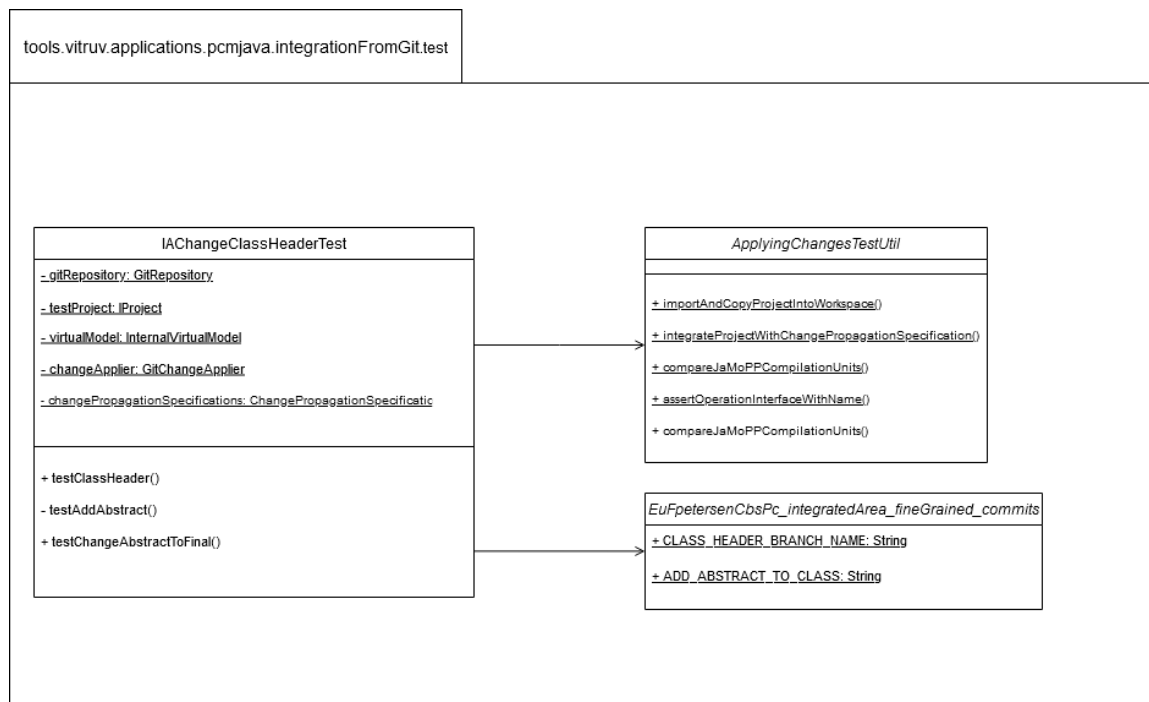 tools.vitruv.applications.pcmjava.integrationFromGit.test
IAChangeClassHeaderTest
- gitRepository: GitRepository
- testProject: IProject
- virtualModel: InternalVirtualModel
- changeApplier: GitChangeApplier
- changePropagationSpecifications: ChangePropagationSpecificatic
+ testClassHeader()
- testAddAbstract()
+ testChangeAbstractToFinal()
ApplyingChangesTestUtil
+ importAndCopyProjectIntoWorkspace()
+ integrateProjectWithChangePropagationSpecification()
+ compareJaMoPPCompilationUnits()
+ assertOperationInterfaceWithName()
+ compareJaMoPPCompilationUnits()
EuFpetersenCbsPc_integratedArea_fineGrained_commits
+ CLASS_HEADER_BRANCH_NAME: String
+ ADD_ABSTRACT_TO_CLASS: String